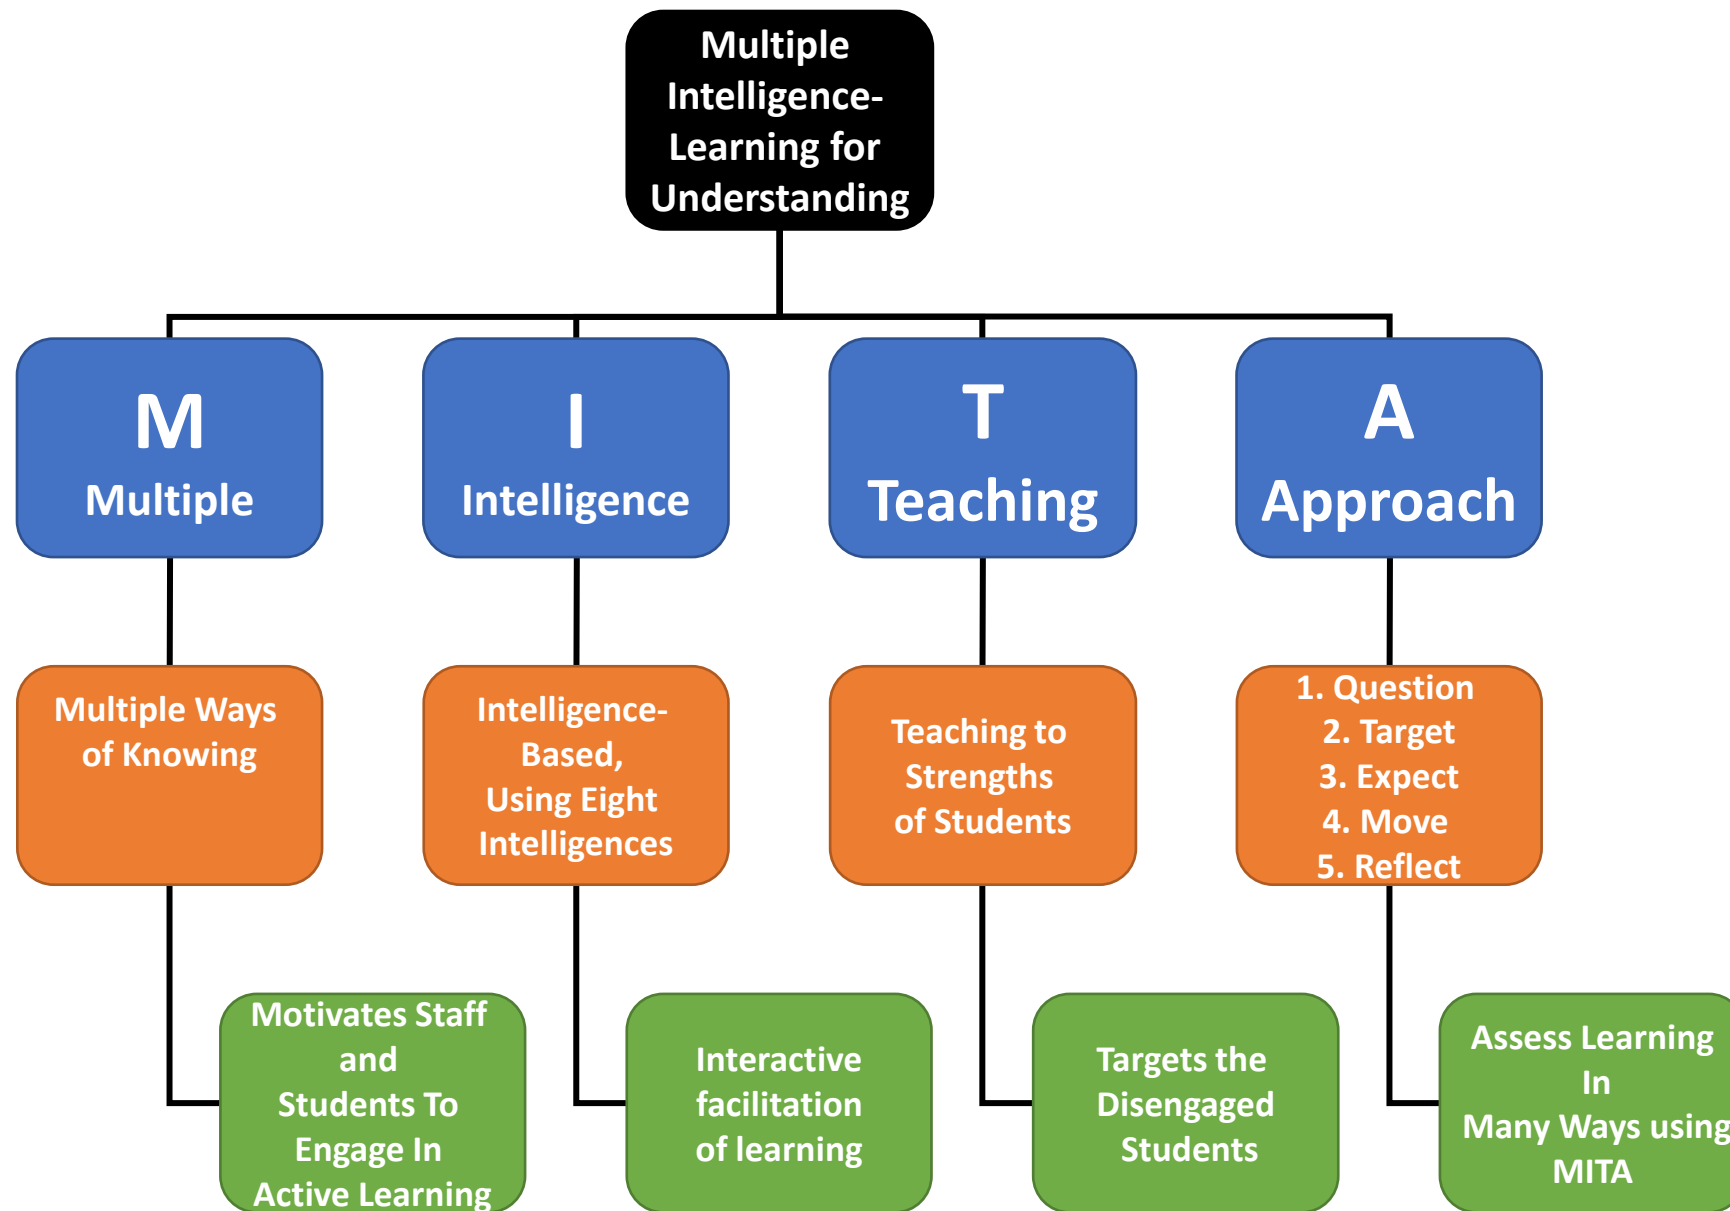 Multiple
Intelligence-
Learning for
Understanding
M
Multiple
I
Intelligence
T
Teaching
A
Approach
Multiple Ways
of Knowing
Intelligence-
Based,
Using Eight
Intelligences
Teaching to
Strengths
of Students
1. Question
2. Target
3. Expect
4. Move
5. Reflect
Motivates Staff
and
Students To
Engage In
Active Learning
Interactive
facilitation
of learning
Targets the
Disengaged
Students
Assess Learning
In
Many Ways using
MITA